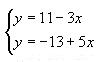 y = 11 − 3x
y = −13 + 5x